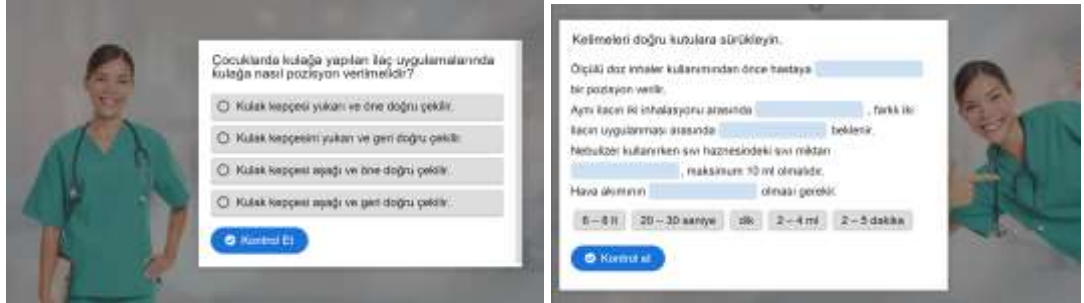 Çocuklarda kulağa yapılan ilaç uygulamalarında
kulağa nasıl pozisyon verilmelidir?
Kulak kepçesi yukarı ve öne doğru çekilir.
Kulak kepçesini yukarı ve geri doğru çekilir.
Kulak kepçesi aşağı ve öne doğru çekilir.
Kulak kepçesi aşağı ve geri doğru çekilir.
Kontrol Et
Kelimeleri doğru kutulara sürükleyin.
Ölçülü doz inhaler kullanımından önce hastaya
bir pozisyon verilir.
Aynı ilacın iki inhalasyonu arasında , farklı iki
ilacın uygulanması arasında beklenir.
Nebulizer kullanırken sıvı haznesindeki sıvı miktarı
, maksimum 10 ml olmalıdır.
Hava akımının olması gerekir.
6 – 8 lt 20 – 30 saniye dik 2 – 4 ml 2 – 5 dakika
Kontrol et